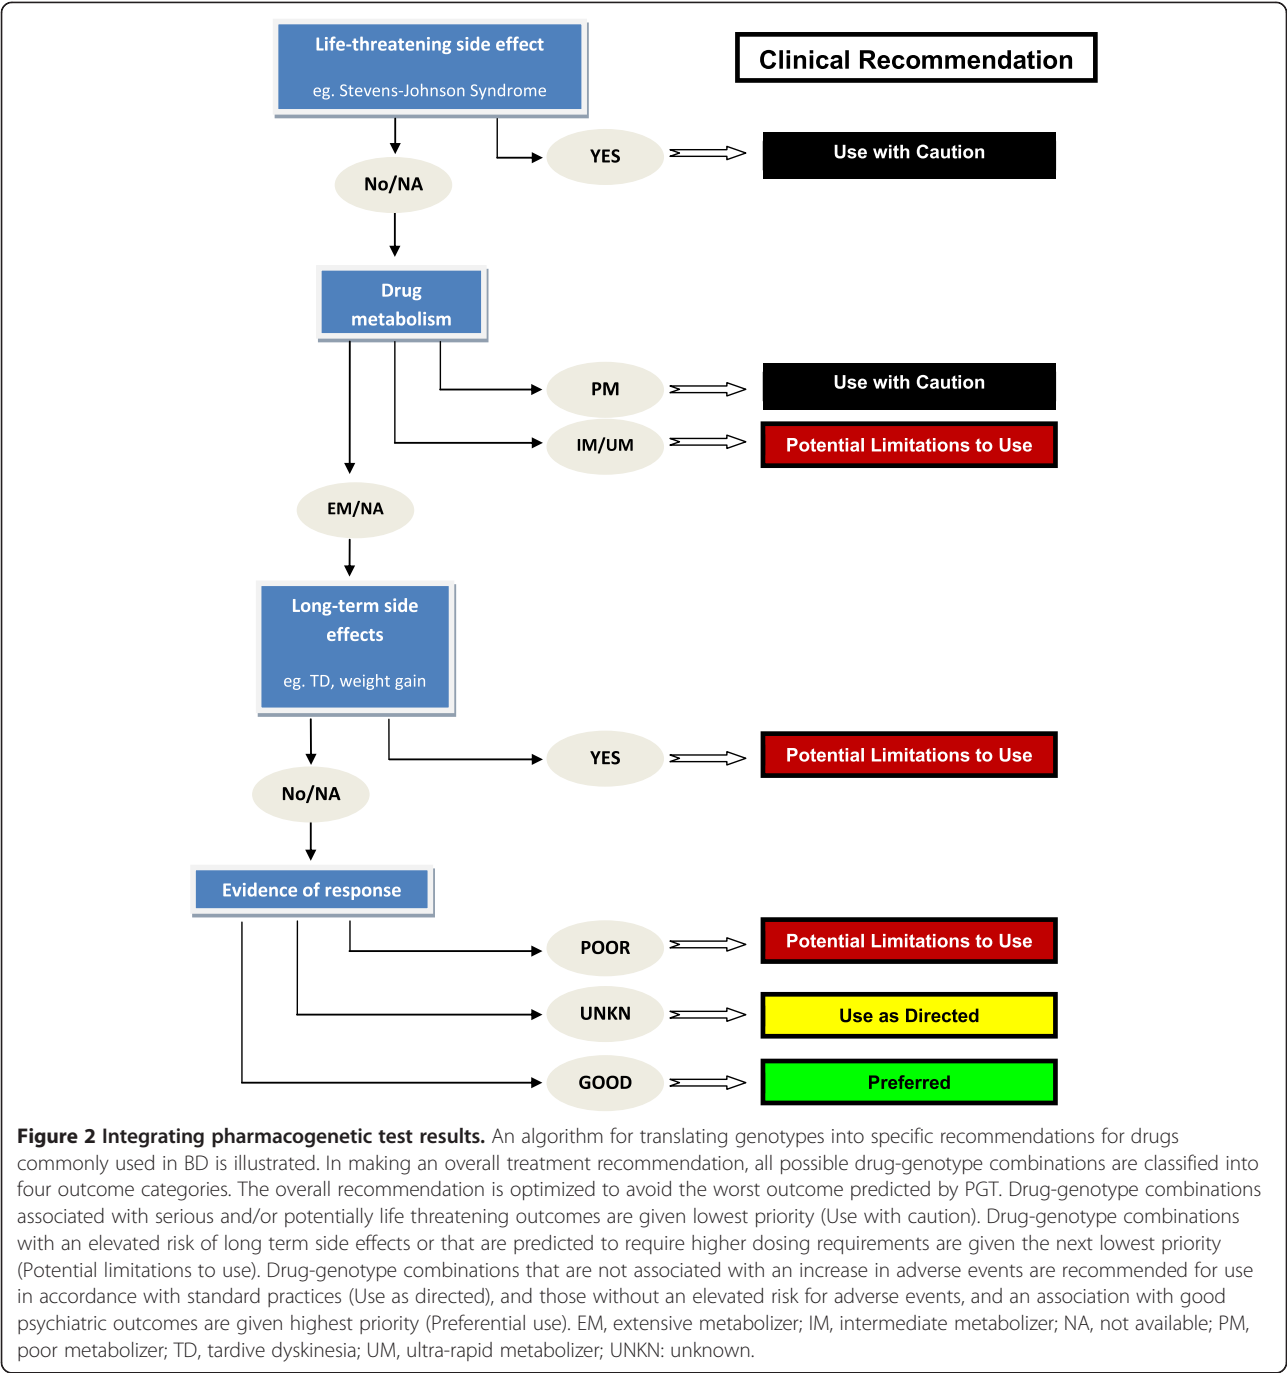 Life-threatening side effect
eg. Stevens-Johnson Syndrome
Clinical Recommendation
YES
Use with Caution
No/NA
Drug
metabolism
PM
Use with Caution
IM/UM
Potential Limitations to Use
EM/NA
Long-term side
effects
eg. TD, weight gain
YES
Potential Limitations to Use
No/NA
Evidence of response
POOR
Potential Limitations to Use
UNKN
Use as Directed
GOOD
Preferred
Figure 2 Integrating pharmacogenetic test results. An algorithm for translating genotypes into specific recommendations for drugs
commonly used in BD is illustrated. In making an overall treatment recommendation, all possible drug-genotype combinations are classified into
four outcome categories. The overall recommendation is optimized to avoid the worst outcome predicted by PGT. Drug-genotype combinations
associated with serious and/or potentially life threatening outcomes are given lowest priority (Use with caution). Drug-genotype combinations
with an elevated risk of long term side effects or that are predicted to require higher dosing requirements are given the next lowest priority
(Potential limitations to use). Drug-genotype combinations that are not associated with an increase in adverse events are recommended for use
in accordance with standard practices (Use as directed), and those without an elevated risk for adverse events, and an association with good
psychiatric outcomes are given highest priority (Preferential use). EM, extensive metabolizer; IM, intermediate metabolizer; NA, not available; PM,
poor metabolizer; TD, tardive dyskinesia; UM, ultra-rapid metabolizer; UNKN: unknown.